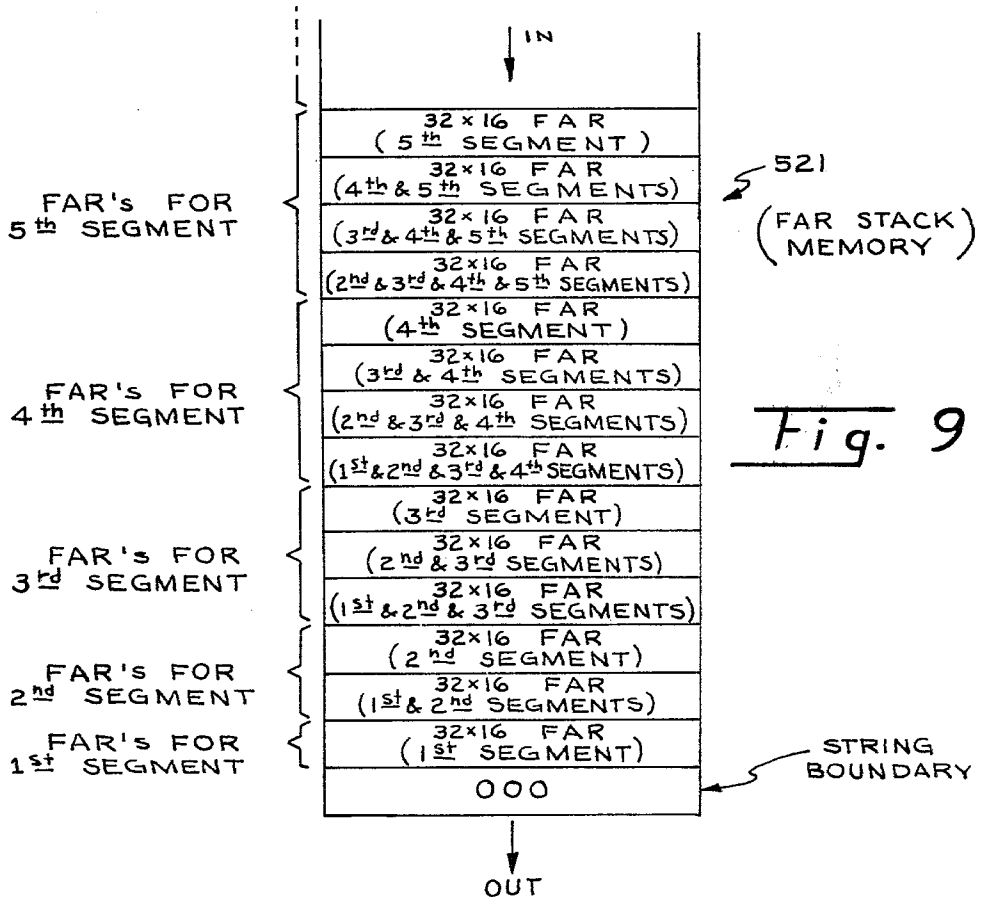 IN
32×16 FAR
(5th SEGMENT)
32×16 FAR
(4th & 5th SEGMENTS)
32×16 FAR
(3rd & 4th & 5th SEGMENTS)
32×16 FAR
(2nd & 3rd & 4th & 5th SEGMENTS)
FAR's FOR
5th SEGMENT
521
(FAR STACK
MEMORY)
32×16 FAR
(4th SEGMENT)
32×16 FAR
(3rd & 4th SEGMENTS)
32×16 FAR
(2nd & 3rd & 4th SEGMENTS)
32×16 FAR
(1st & 2nd & 3rd & 4th SEGMENTS)
FAR's FOR
4th SEGMENT
Fig. 9
32×16 FAR
(3rd SEGMENT)
32×16 FAR
(2nd & 3rd SEGMENTS)
32×16 FAR
(1st & 2nd & 3rd SEGMENTS)
FAR's FOR
3rd SEGMENT
32×16 FAR
(2nd SEGMENT)
32×16 FAR
(1st & 2nd SEGMENTS)
FAR's FOR
2nd SEGMENT
32×16 FAR
(1st SEGMENT)
FAR's FOR
1st SEGMENT
000
STRING
BOUNDARY
OUT